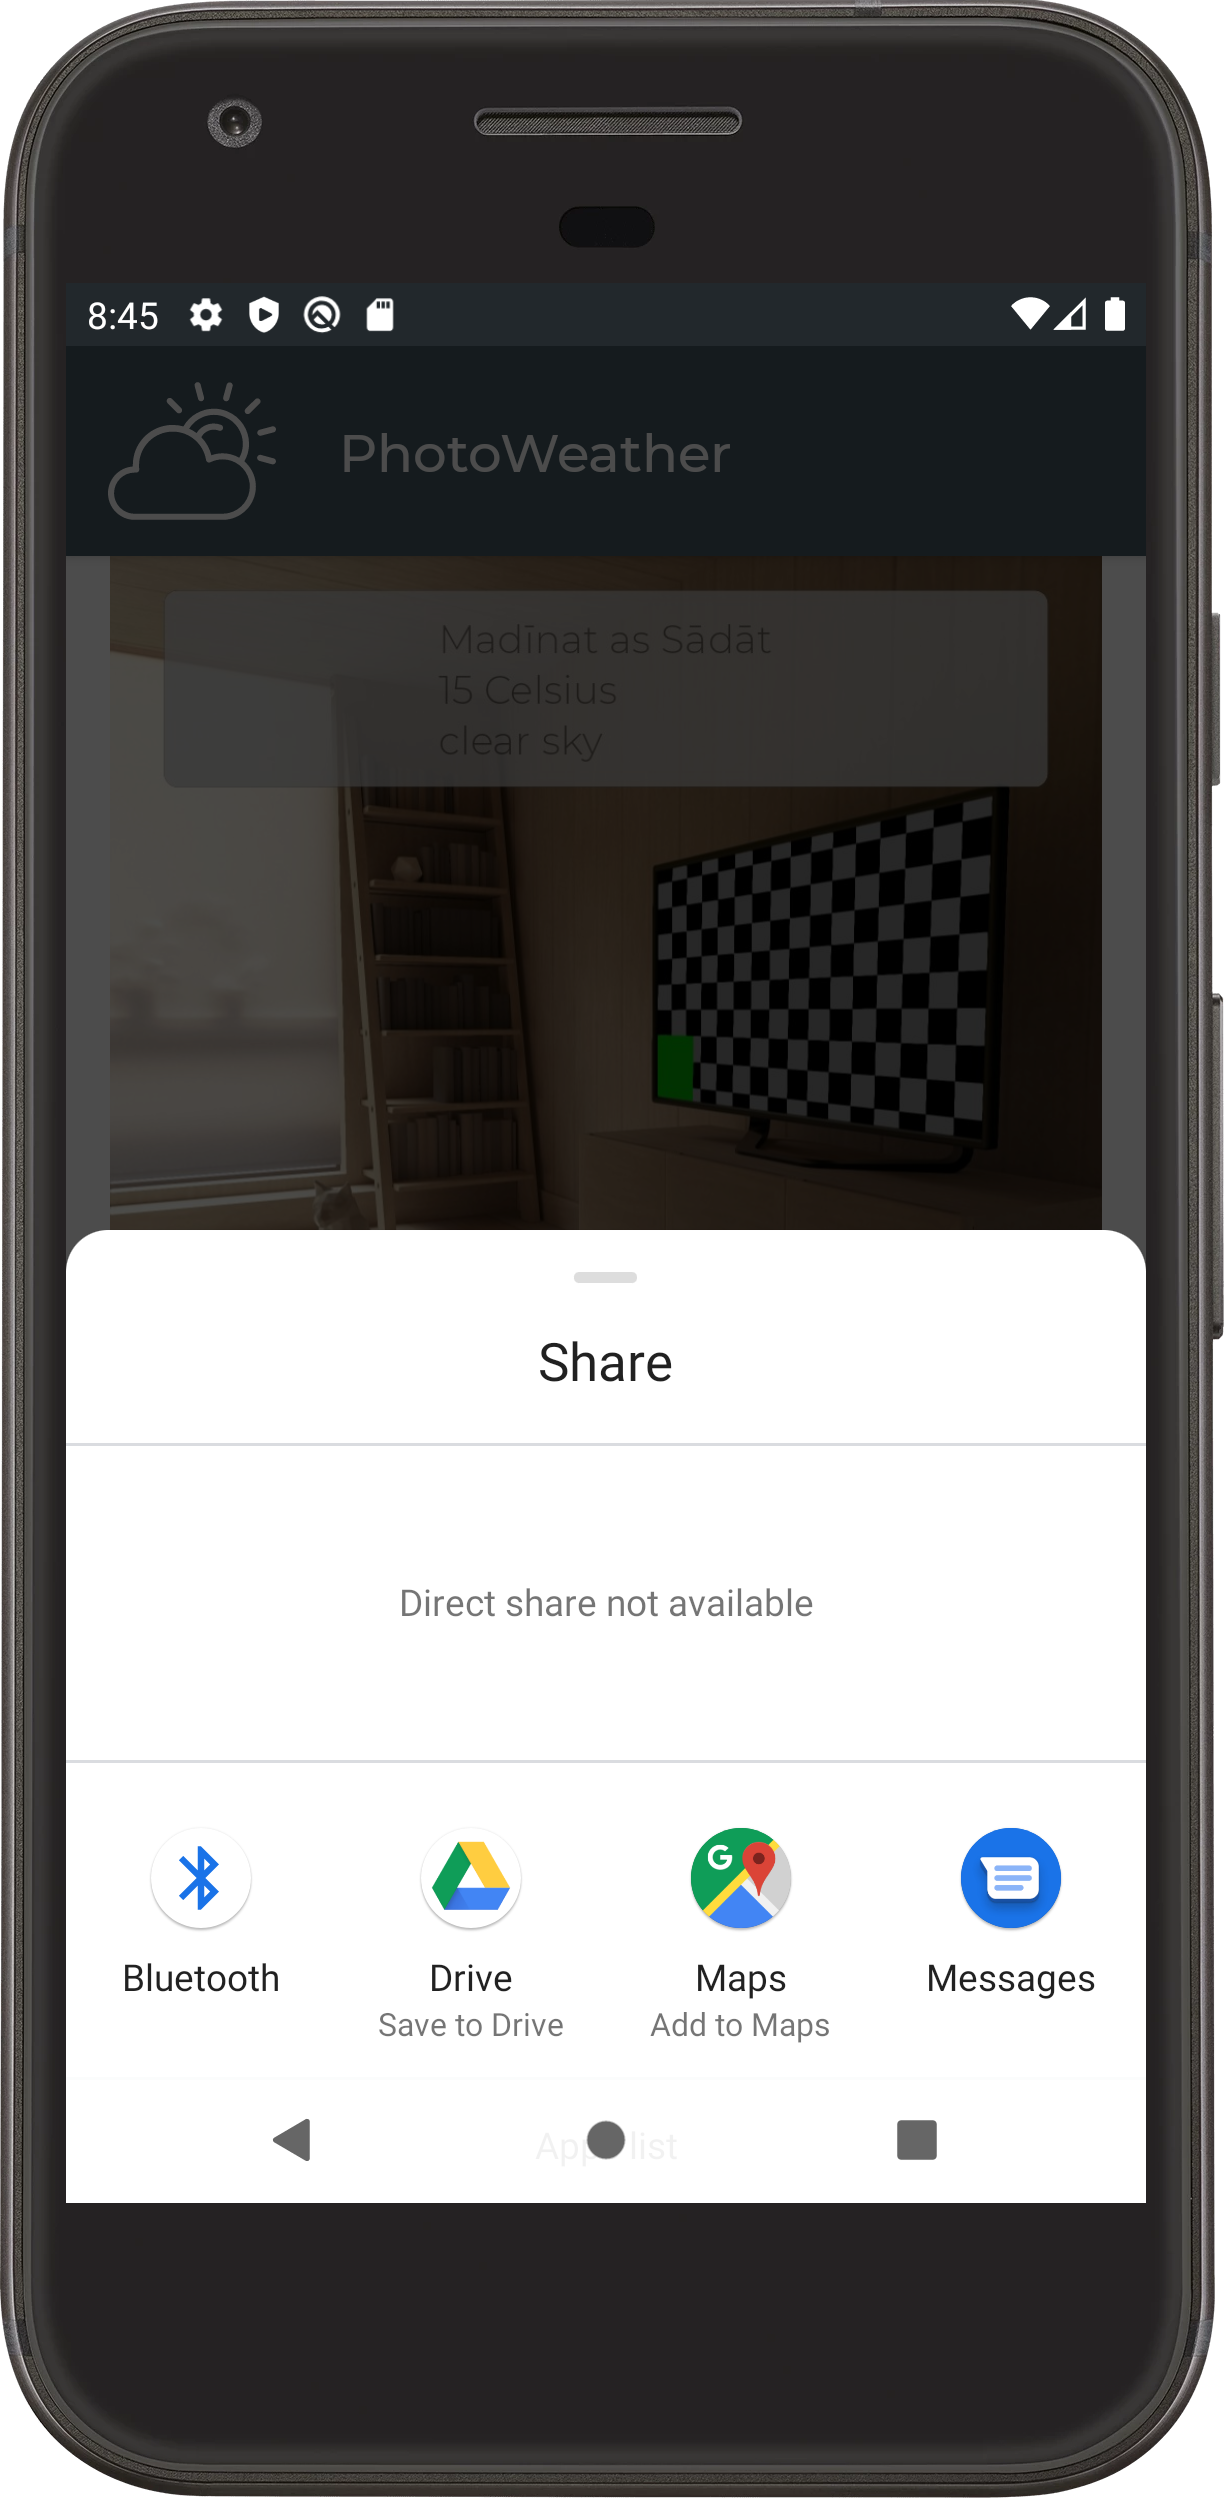 8:45
PhotoWeather
Madīnat as Sādāt
15 Celsius
clear sky
Share
Direct share not available
Bluetooth
Drive
Save to Drive
Maps
Add to Maps
Messages
list